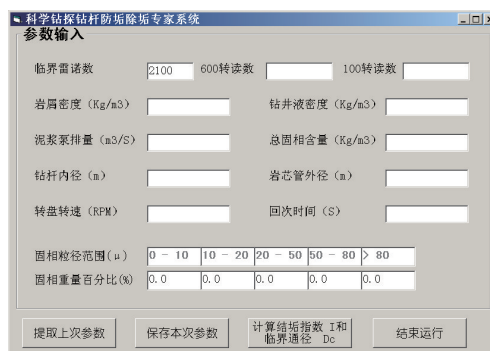 科学钻探钻杆防垢除垢专家系统
参数输入
临界雷诺数 2100 600转读数 100转读数
岩屑密度（Kg/m3） 钻井液密度（Kg/m3）
泥浆泵排量（m3/S） 总固相含量（Kg/m3）
钻杆内径（m） 岩芯管外径（m）
转盘转速（RPM） 回次时间（S）
固相粒径范围(μ) 0 - 10 10 - 20 20 - 50 50 - 80 > 80
固相重量百分比(%) 0.0 0.0 0.0 0.0 0.0
提取上次参数 保存本次参数 计算结垢指数 I和
临界通径 Dc 结束运行